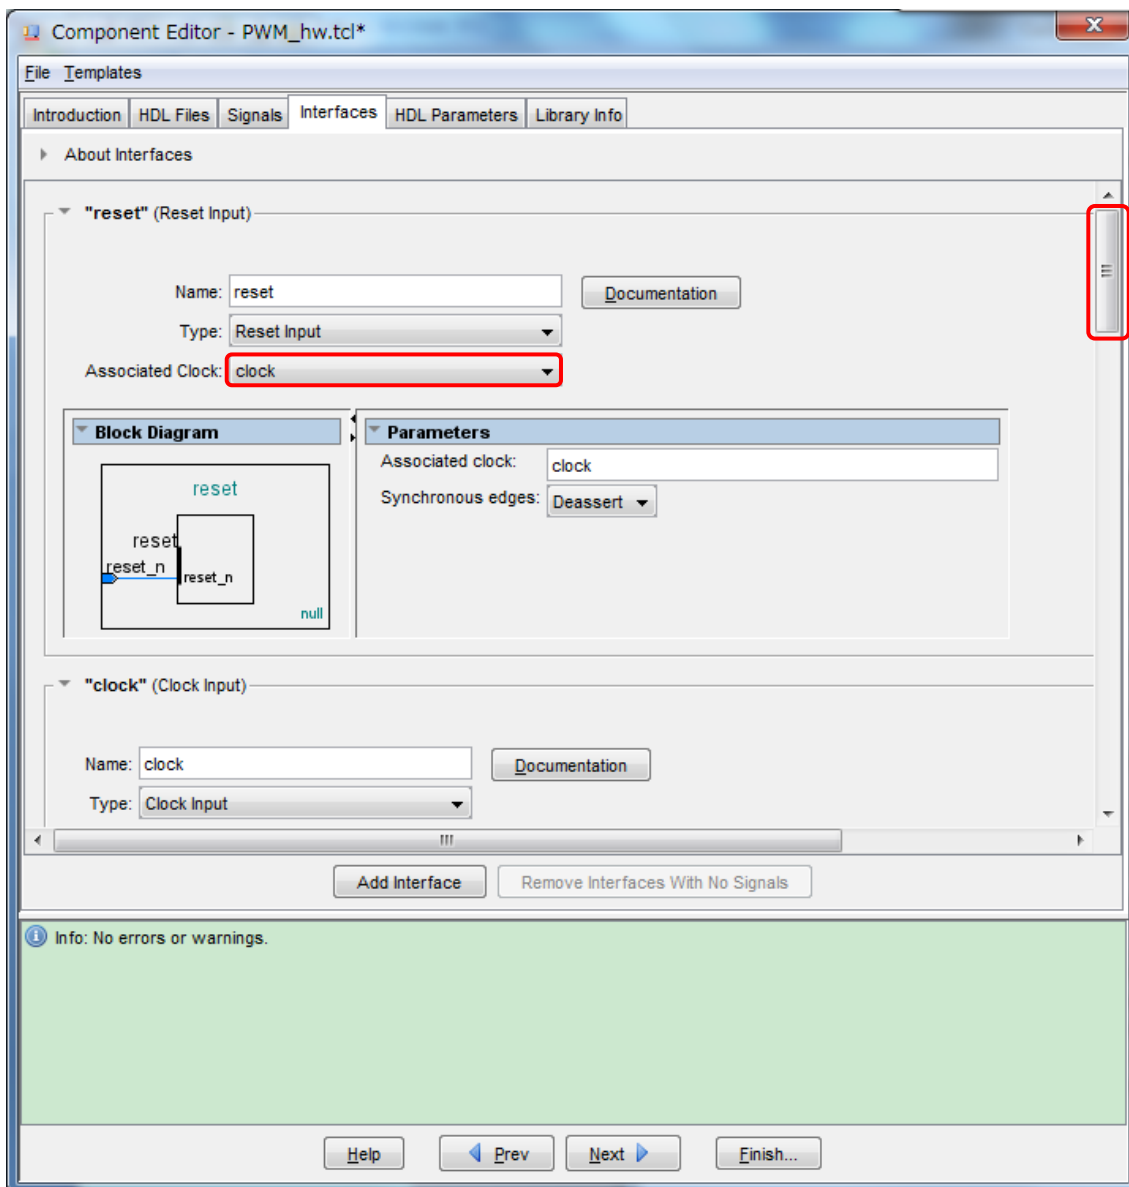 Component Editor - PWM_hw.tcl*
File Templates
Introduction HDL Files Signals Interfaces HDL Parameters Library Info
About Interfaces
"reset" (Reset Input)
Name: reset Documentation
Type: Reset Input
Associated Clock: clock
Block Diagram
reset
reset
reset_n
reset_n
null
Parameters
Associated clock: clock
Synchronous edges: Deassert
"clock" (Clock Input)
Name: clock Documentation
Type: Clock Input
Add Interface Remove Interfaces With No Signals
Info: No errors or warnings.
Help Prev Next Finish...